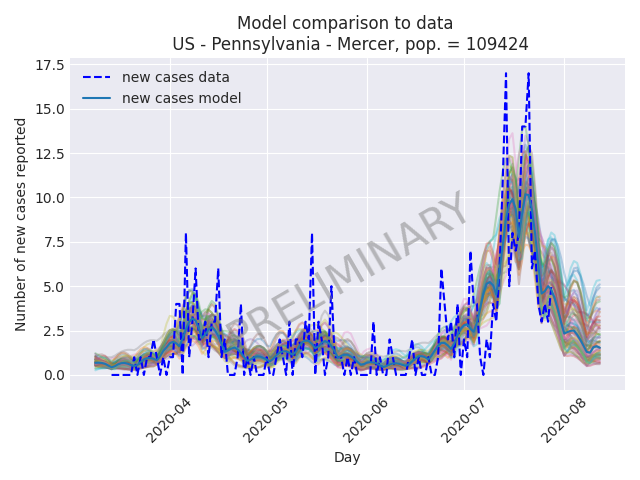 Model comparison to data
US - Pennsylvania - Mercer, pop. = 109424
new cases data
new cases model
17.5
15.0
12.5
10.0
7.5
5.0
2.5
0.0
Number of new cases reported
PRELIMINARY
2020-04
2020-05
2020-06
2020-07
2020-08
Day